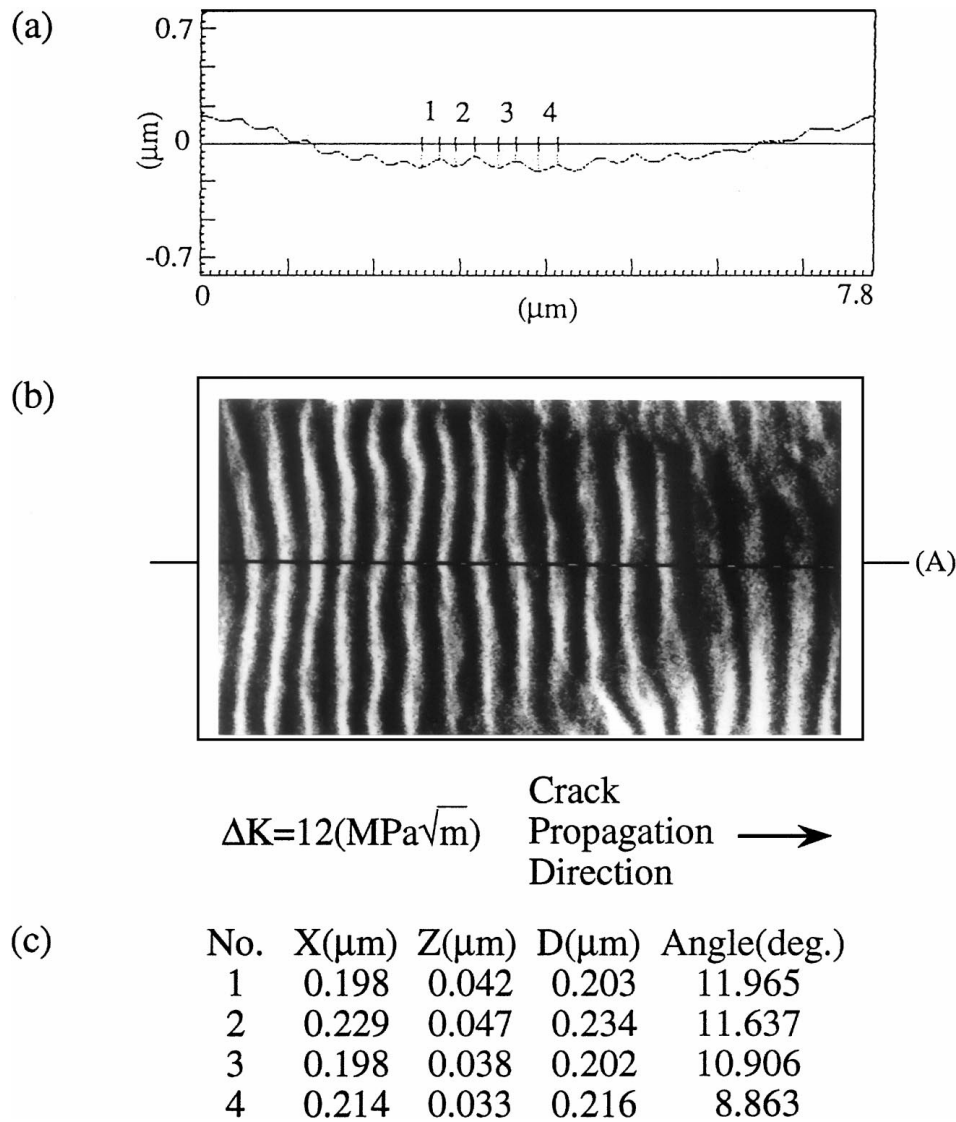 (a)
0.7
1 2 3 4
0
(μm)
-0.7
0
7.8
(μm)
(b)
(A)
ΔK=12(MPa√m)
Crack
Propagation
Direction
(c)
No. X(μm) Z(μm) D(μm) Angle(deg.)
1 0.198 0.042 0.203 11.965
2 0.229 0.047 0.234 11.637
3 0.198 0.038 0.202 10.906
4 0.214 0.033 0.216 8.863